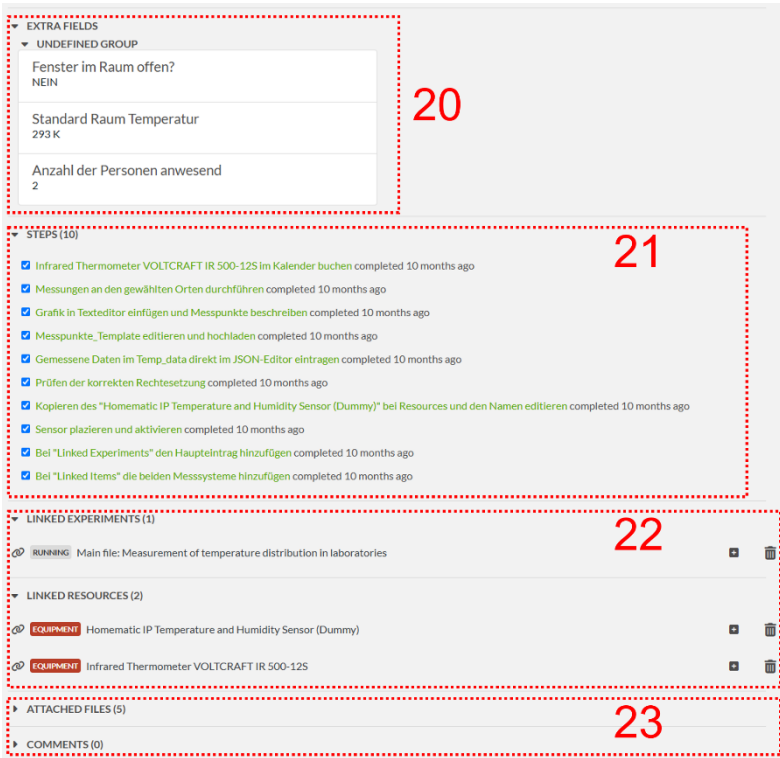 EXTRA FIELDS
UNDEFINED GROUP
Fenster im Raum offen?
NEIN
20
Standard Raum Temperatur
293 K
Anzahl der Personen anwesend
2
STEPS (10)
21
Infrared Thermometer VOLTCRAFT IR 500-12S im Kalender buchen completed 10 months ago
Messungen an den gewählten Orten durchführen completed 10 months ago
Grafik in Texteditor einfügen und Messpunkte beschreiben completed 10 months ago
Messpunkte_Template editieren und hochladen completed 10 months ago
Gemessene Daten im Temp_data direkt im JSON-Editor eintragen completed 10 months ago
Prüfen der korrekten Rechtesetzung completed 10 months ago
Kopieren des "Homematic IP Temperature and Humidity Sensor (Dummy)" bei Resources und den Namen editieren completed 10 months ago
Sensor plazieren und aktivieren completed 10 months ago
Bei "Linked Experiments" den Haupteintrag hinzufügen completed 10 months ago
Bei "Linked Items" die beiden Messsysteme hinzufügen completed 10 months ago
LINKED EXPERIMENTS (1)
22
RUNNING Main file: Measurement of temperature distribution in laboratories
LINKED RESOURCES (2)
EQUIPMENT Homematic IP Temperature and Humidity Sensor (Dummy)
EQUIPMENT Infrared Thermometer VOLTCRAFT IR 500-12S
ATTACHED FILES (5)
23
COMMENTS (0)